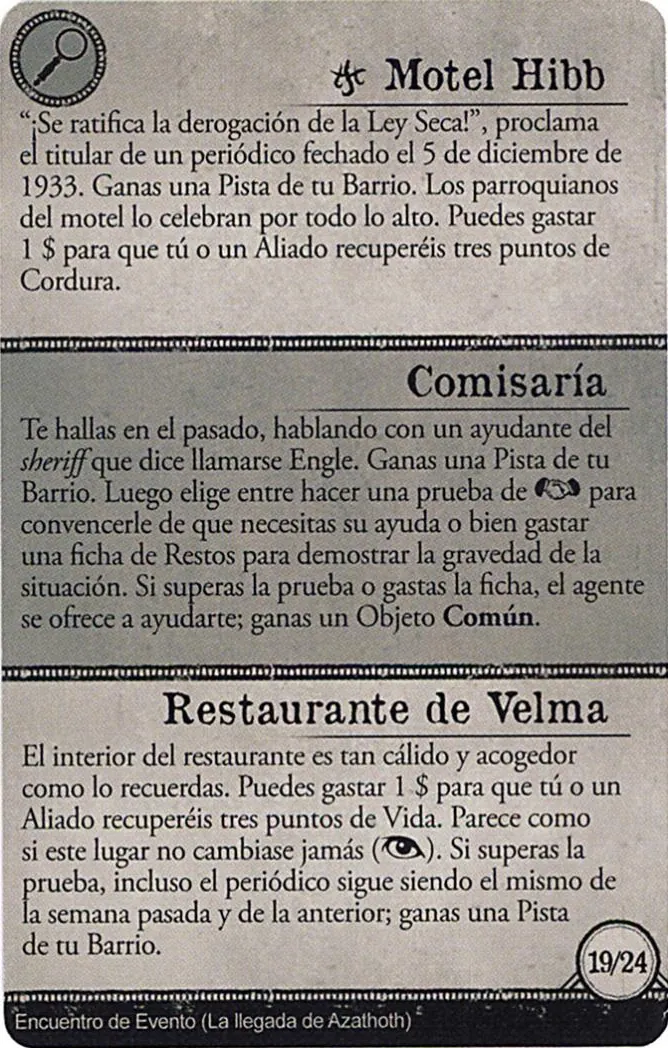 Motel Hibb
“¡Se ratifica la derogación de la Ley Seca!”, proclama
el titular de un periódico fechado el 5 de diciembre de
1933. Ganas una Pista de tu Barrio. Los parroquianos
del motel lo celebran por todo lo alto. Puedes gastar
1 $ para que tú o un Aliado recuperéis tres puntos de
Cordura.
Comisaría
Te hallas en el pasado, hablando con un ayudante del
sheriff que dice llamarse Engle. Ganas una Pista de tu
Barrio. Luego elige entre hacer una prueba de para
convencerle de que necesitas su ayuda o bien gastar
una ficha de Restos para demostrar la gravedad de la
situación. Si superas la prueba o gastas la ficha, el agente
se ofrece a ayudarte; ganas un Objeto Común.
Restaurante de Velma
El interior del restaurante es tan cálido y acogedor
como lo recuerdas. Puedes gastar 1 $ para que tú o un
Aliado recuperéis tres puntos de Vida. Parece como
si este lugar no cambiase jamás ( ). Si superas la
prueba, incluso el periódico sigue siendo el mismo de
la semana pasada y de la anterior; ganas una Pista
de tu Barrio.
19/24
Encuentro de Evento (La llegada de Azathoth)